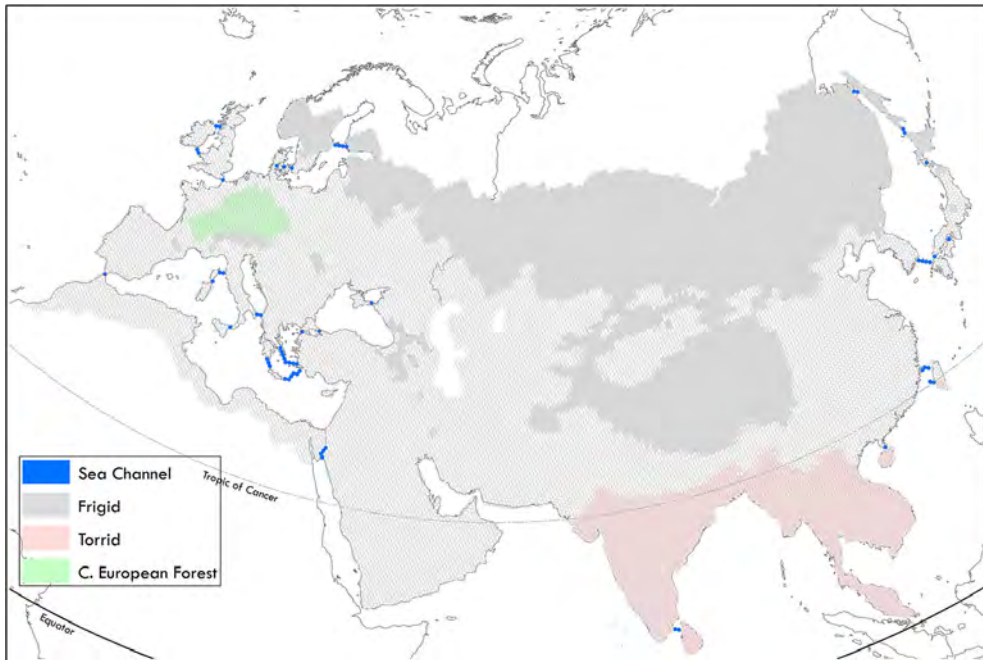 Sea Channel
Frigid
Torrid
C. European Forest
Tropic of Cancer
Equator